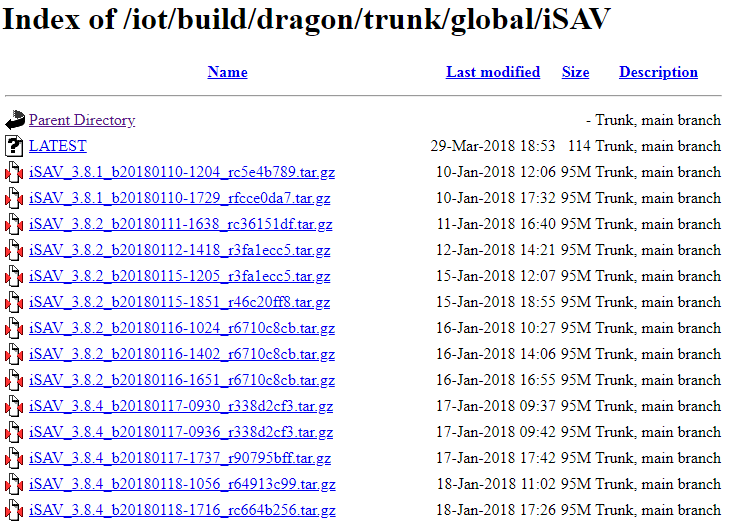 Index of /iot/build/dragon/trunk/global/iSAV
Name Last modified Size Description
Parent Directory - Trunk, main branch
LATEST 29-Mar-2018 18:53 114 Trunk, main branch
iSAV_3.8.1_b20180110-1204_rc5e4b789.tar.gz 10-Jan-2018 12:06 95M Trunk, main branch
iSAV_3.8.1_b20180110-1729_rfcce0da7.tar.gz 10-Jan-2018 17:32 95M Trunk, main branch
iSAV_3.8.2_b20180111-1638_rc36151df.tar.gz 11-Jan-2018 16:40 95M Trunk, main branch
iSAV_3.8.2_b20180112-1418_r3fa1ecc5.tar.gz 12-Jan-2018 14:21 95M Trunk, main branch
iSAV_3.8.2_b20180115-1205_r3fa1ecc5.tar.gz 15-Jan-2018 12:07 95M Trunk, main branch
iSAV_3.8.2_b20180115-1851_r46c20ff8.tar.gz 15-Jan-2018 18:55 95M Trunk, main branch
iSAV_3.8.2_b20180116-1024_r6710c8cb.tar.gz 16-Jan-2018 10:27 95M Trunk, main branch
iSAV_3.8.2_b20180116-1402_r6710c8cb.tar.gz 16-Jan-2018 14:06 95M Trunk, main branch
iSAV_3.8.2_b20180116-1651_r6710c8cb.tar.gz 16-Jan-2018 16:55 95M Trunk, main branch
iSAV_3.8.4_b20180117-0930_r338d2cf3.tar.gz 17-Jan-2018 09:37 95M Trunk, main branch
iSAV_3.8.4_b20180117-0936_r338d2cf3.tar.gz 17-Jan-2018 09:42 95M Trunk, main branch
iSAV_3.8.4_b20180117-1737_r90795bff.tar.gz 17-Jan-2018 17:42 95M Trunk, main branch
iSAV_3.8.4_b20180118-1056_r64913c99.tar.gz 18-Jan-2018 11:02 95M Trunk, main branch
iSAV_3.8.4_b20180118-1716_rc664b256.tar.gz 18-Jan-2018 17:26 95M Trunk, main branch